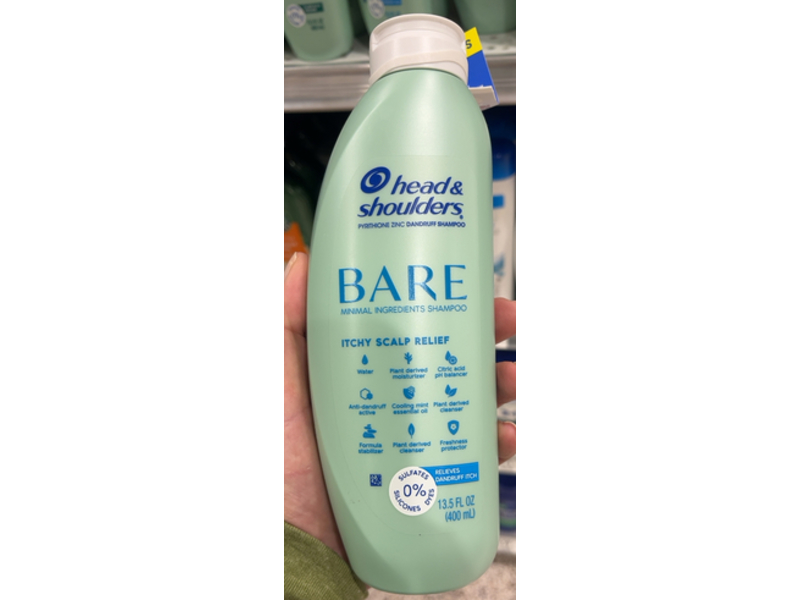 S
head &
shoulders®
PYRITHIONE ZINC DANDRUFF SHAMPOO
BARE
MINIMAL INGREDIENTS SHAMPOO
ITCHY SCALP RELIEF
Water
Plant derived
moisturizer
Citric acid
pH balancer
Anti-dandruff
active
Cooling mint
essential oil
Plant derived
cleanser
Formula
stabilizer
Plant derived
cleanser
Freshness
protector
SULFATES
0%
SILICONES DYES
RELIEVES
DANDRUFF ITCH
13.5 FL OZ
(400 mL)